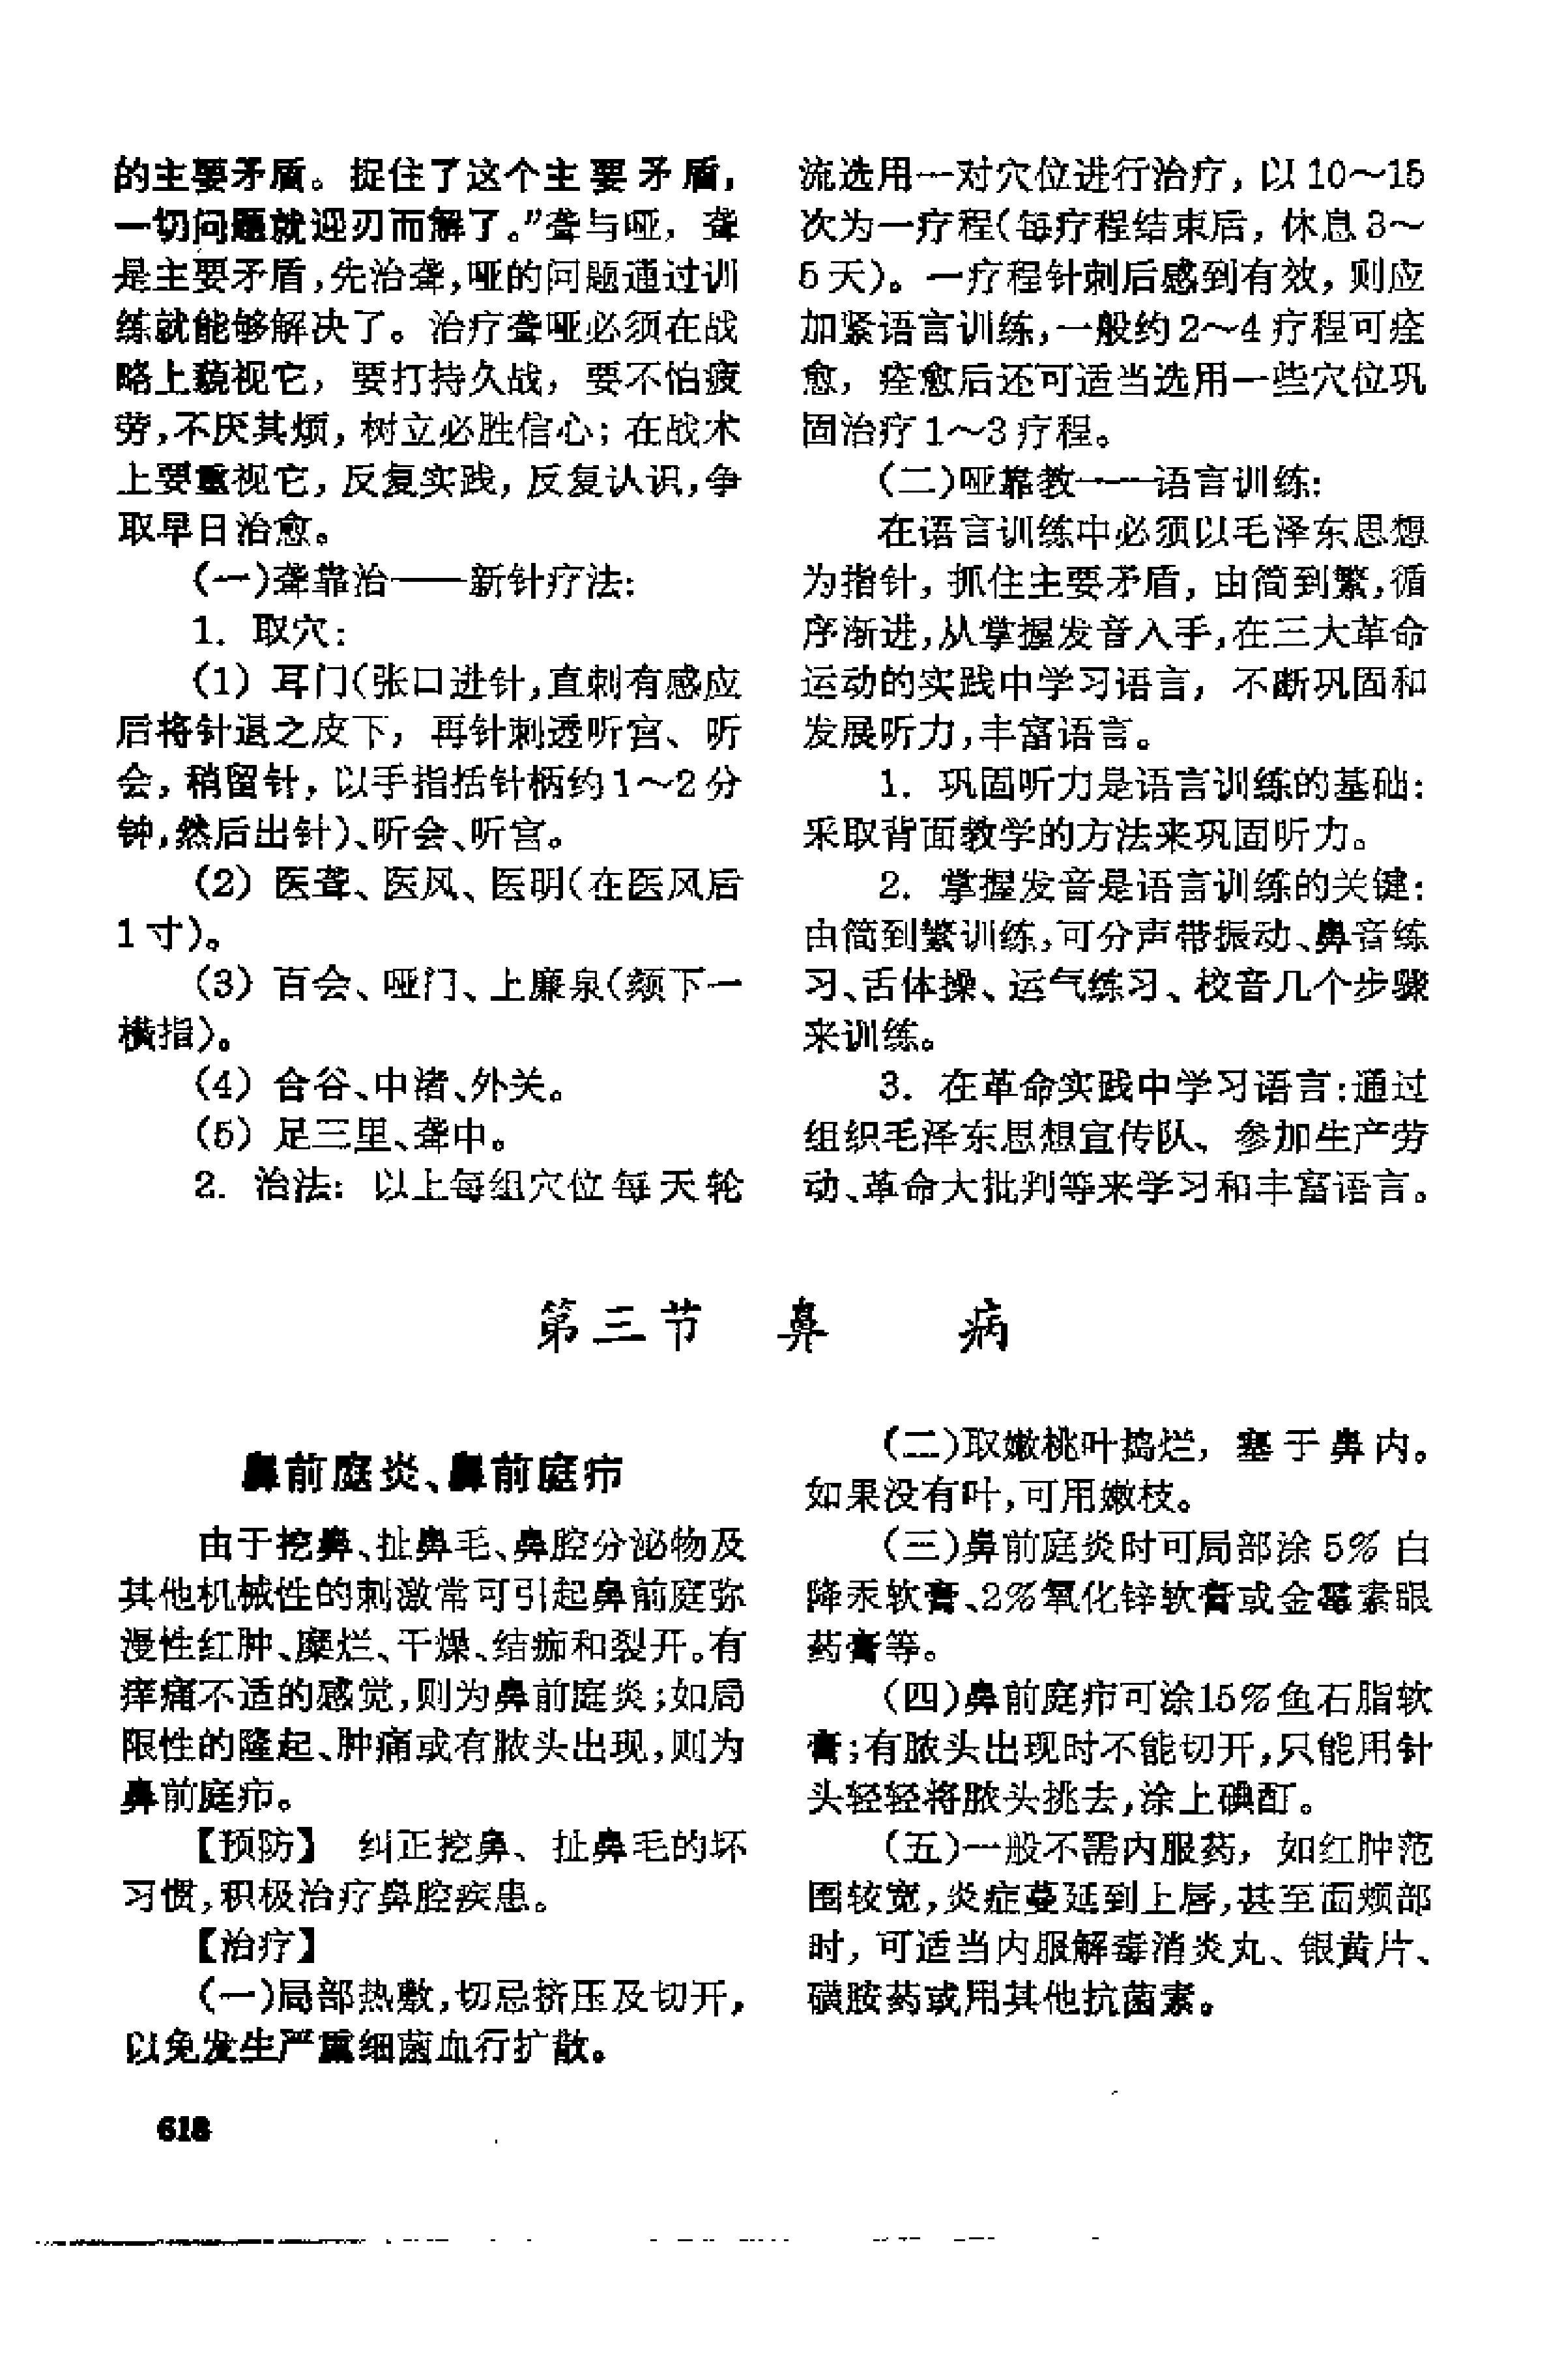 的主要矛盾。捉住了这个主要矛盾，
一切问题就迎刃而解了。”聋与哑，聋
是主要矛盾，先治聋，哑的问题通过训
练就能够解决了。治疗聋哑必须在战
略上藐视它，要打持久战，要不怕疲
劳，不厌其烦，树立必胜信心；在战术
上要重视它，反复实践，反复认识，争
取早日治愈。
（一）聋靠治——新针疗法：
1. 取穴：
（1）耳门（张口进针，直刺有感应
后将针退之皮下，再针刺透听宫、听
会，稍留针，以手指括针柄约1～2分
钟，然后出针）、听会、听宫。
（2）医聋、医风、医明（在医风后
1寸）。
（3）百会、哑门、上廉泉（颏下一
横指）。
（4）合谷、中渚、外关。
（5）足三里、聋中。
2. 治法：以上每组穴位每天轮
流选用一对穴位进行治疗，以10～15
次为一疗程（每疗程结束后，休息3～
5天）。一疗程针刺后感到有效，则应
加紧语言训练，一般约2～4疗程可痊
愈，痊愈后还可适当选用一些穴位巩
固治疗1～3疗程。
（二）哑靠教——语言训练：
在语言训练中必须以毛泽东思想
为指针，抓住主要矛盾，由简到繁，循
序渐进，从掌握发音入手，在三大革命
运动的实践中学习语言，不断巩固和
发展听力，丰富语言。
1. 巩固听力是语言训练的基础：
采取背面教学的方法来巩固听力。
2. 掌握发音是语言训练的关键：
由简到繁训练，可分声带振动、鼻音练
习、舌体操、运气练习、校音几个步骤
来训练。
3. 在革命实践中学习语言：通过
组织毛泽东思想宣传队、参加生产劳
动、革命大批判等来学习和丰富语言。
第三节 鼻 病
鼻前庭炎、鼻前庭疖
由于挖鼻、扯鼻毛、鼻腔分泌物及
其他机械性的刺激常可引起鼻前庭弥
漫性红肿、糜烂、干燥、结痂和裂开。有
痒痛不适的感觉，则为鼻前庭炎；如局
限性的隆起、肿痛或有脓头出现，则为
鼻前庭疖。
【预防】 纠正挖鼻、扯鼻毛的坏
习惯，积极治疗鼻腔疾患。
【治疗】
（一）局部热敷，切忌挤压及切开，
以免发生严重细菌血行扩散。
（二）取嫩桃叶捣烂，塞于鼻内。
如果没有叶，可用嫩枝。
（三）鼻前庭炎时可局部涂5% 白
降汞软膏、2%氧化锌软膏或金霉素眼
药膏等。
（四）鼻前庭疖可涂15%鱼石脂软
膏；有脓头出现时不能切开，只能用针
头轻轻将脓头挑去，涂上碘酊。
（五）一般不需内服药，如红肿范
围较宽，炎症蔓延到上唇，甚至面颊部
时，可适当内服解毒消炎丸、银黄片、
磺胺药或用其他抗菌素。
618